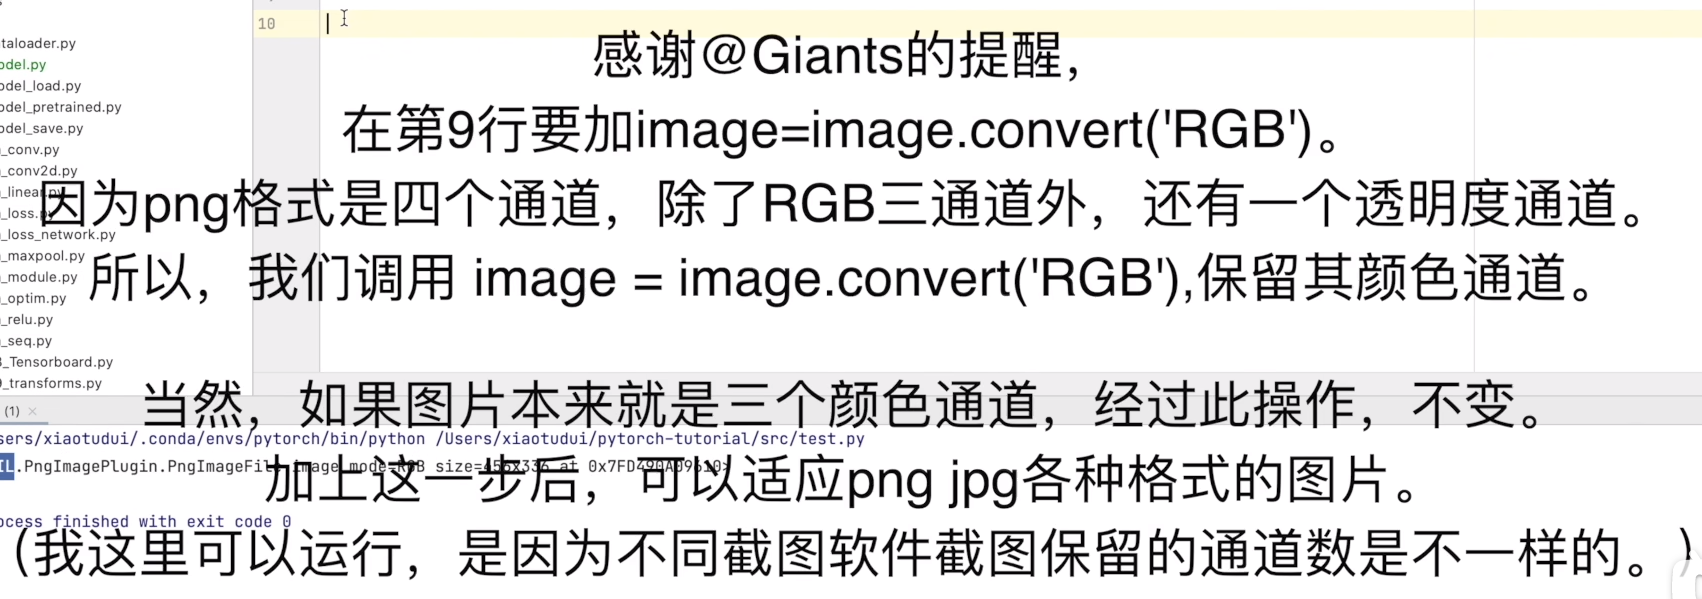 10
taloader.py
odel.py
odel_load.py
odel_pretrained.py
odel_save.py
_conv.py
_conv2d.py
_linear.py
_loss.py
_loss_network.py
_maxpool.py
_module.py
_optim.py
_relu.py
_seq.py
_Tensorboard.py
_transforms.py
感谢@Giants的提醒，
在第9行要加image=image.convert('RGB')。
因为png格式是四个通道，除了RGB三通道外，还有一个透明度通道。
所以，我们调用 image = image.convert('RGB'),保留其颜色通道。
当然，如果图片本来就是三个颜色通道，经过此操作，不变。
加上这一步后，可以适应png jpg各种格式的图片。
（我这里可以运行，是因为不同截图软件截图保留的通道数是不一样的。）
(1) ×
sers/xiaotudui/.conda/envs/pytorch/bin/python /Users/xiaotudui/pytorch-tutorial/src/test.py
IL.PngImagePlugin.PngImageFile image mode=RGB size=456x336 at
ocess finished with exit code 0